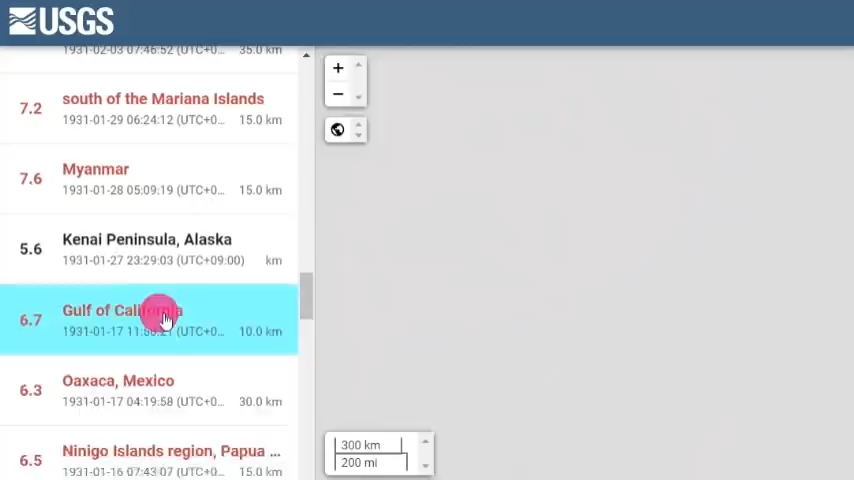 USGS
1931-02-03 07:46:52 (UTC+0... 35.0 km
7.2 south of the Mariana Islands
1931-01-29 06:24:12 (UTC+0... 15.0 km
7.6 Myanmar
1931-01-28 05:09:19 (UTC+0... 15.0 km
5.6 Kenai Peninsula, Alaska
1931-01-27 23:29:03 (UTC+09:00) km
6.7 Gulf of California
1931-01-17 (UTC+0... 10.0 km
6.3 Oaxaca, Mexico
1931-01-17 04:19:58 (UTC+0... 30.0 km
6.5 Ninigo Islands region, Papua ...
1931-01-16 07:43:07 (UTC+0... 15.0 km
+
−
300 km
200 mi